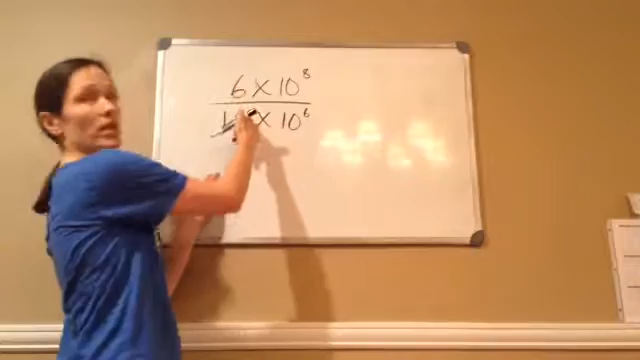 6 x 10⁸
x 10⁶